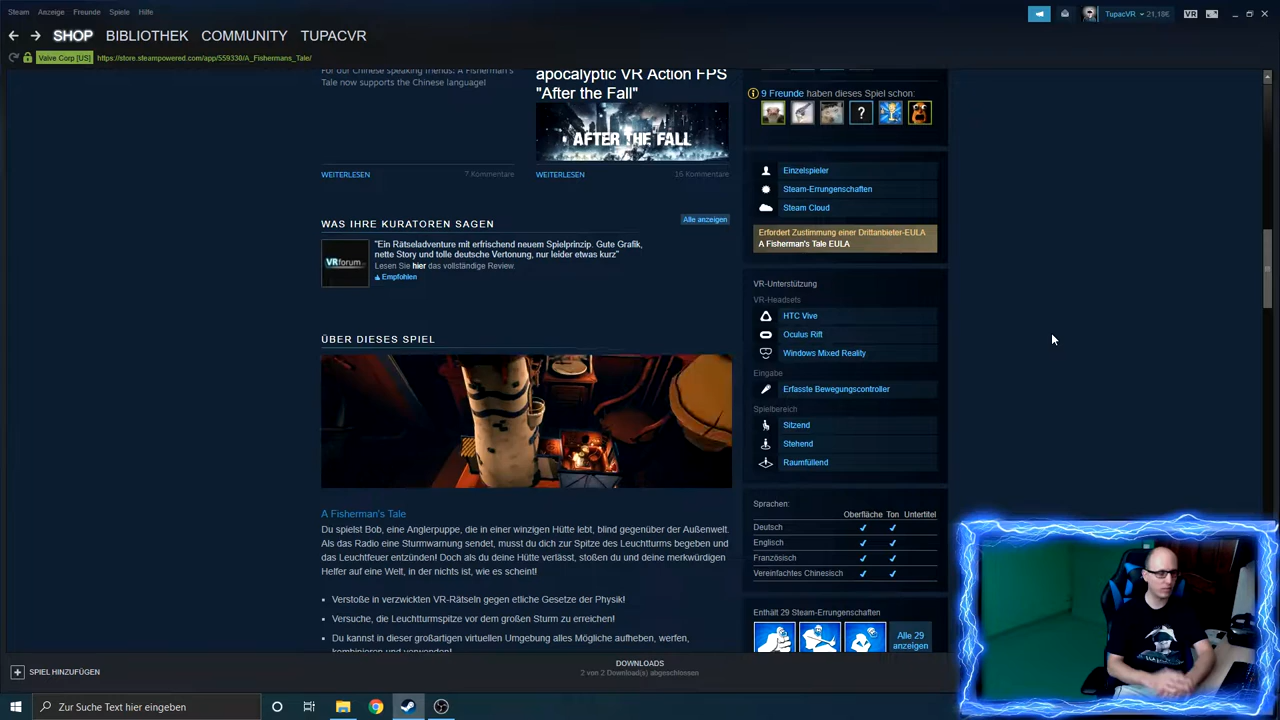 Steam Anzeige Freunde Spiele Hilfe
TupacVR 21,18€ VR
SHOP BIBLIOTHEK COMMUNITY TUPACVR
Valve Corp [US] https://store.steampowered.com/app/559330/A_Fishermans_Tale/
For our Chinese speaking friends: A Fisherman's
Tale now supports the Chinese language!
apocalyptic VR Action FPS
"After the Fall"
AFTER THE FALL
WEITERLESEN 7 Kommentare
WEITERLESEN 16 Kommentare
WAS IHRE KURATOREN SAGEN Alle anzeigen
VRforum
"Ein Rätseladventure mit erfrischend neuem Spielprinzip. Gute Grafik,
nette Story und tolle deutsche Vertonung, nur leider etwas kurz"
Lesen Sie hier das vollständige Review.
Empfohlen
ÜBER DIESES SPIEL
A Fisherman's Tale
Du spielst Bob, eine Anglerpuppe, die in einer winzigen Hütte lebt, blind gegenüber der Außenwelt.
Als das Radio eine Sturmwarnung sendet, musst du dich zur Spitze des Leuchtturms begeben und
das Leuchtfeuer entzünden! Doch als du deine Hütte verlässt, stoßen du und deine merkwürdigen
Helfer auf eine Welt, in der nichts ist, wie es scheint!
• Verstoße in verzwickten VR-Rätseln gegen etliche Gesetze der Physik!
• Versuche, die Leuchtturmspitze vor dem großen Sturm zu erreichen!
• Du kannst in dieser großartigen virtuellen Umgebung alles Mögliche aufheben, werfen,
kombinieren und verwenden!
9 Freunde haben dieses Spiel schon:
?
Einzelspieler
Steam-Errungenschaften
Steam Cloud
Erfordert Zustimmung einer Drittanbieter-EULA
A Fisherman's Tale EULA
VR-Unterstützung
VR-Headsets
HTC Vive
Oculus Rift
Windows Mixed Reality
Eingabe
Erfasste Bewegungscontroller
Spielbereich
Sitzend
Stehend
Raumfüllend
Sprachen:
Oberfläche Ton Untertitel
Deutsch ✔ ✔
Englisch ✔ ✔
Französisch ✔ ✔
Vereinfachtes Chinesisch ✔ ✔
Enthält 29 Steam-Errungenschaften
Alle 29
anzeigen
SPIEL HINZUFÜGEN
DOWNLOADS
2 von 2 Download(s) abgeschlossen
Zur Suche Text hier eingeben